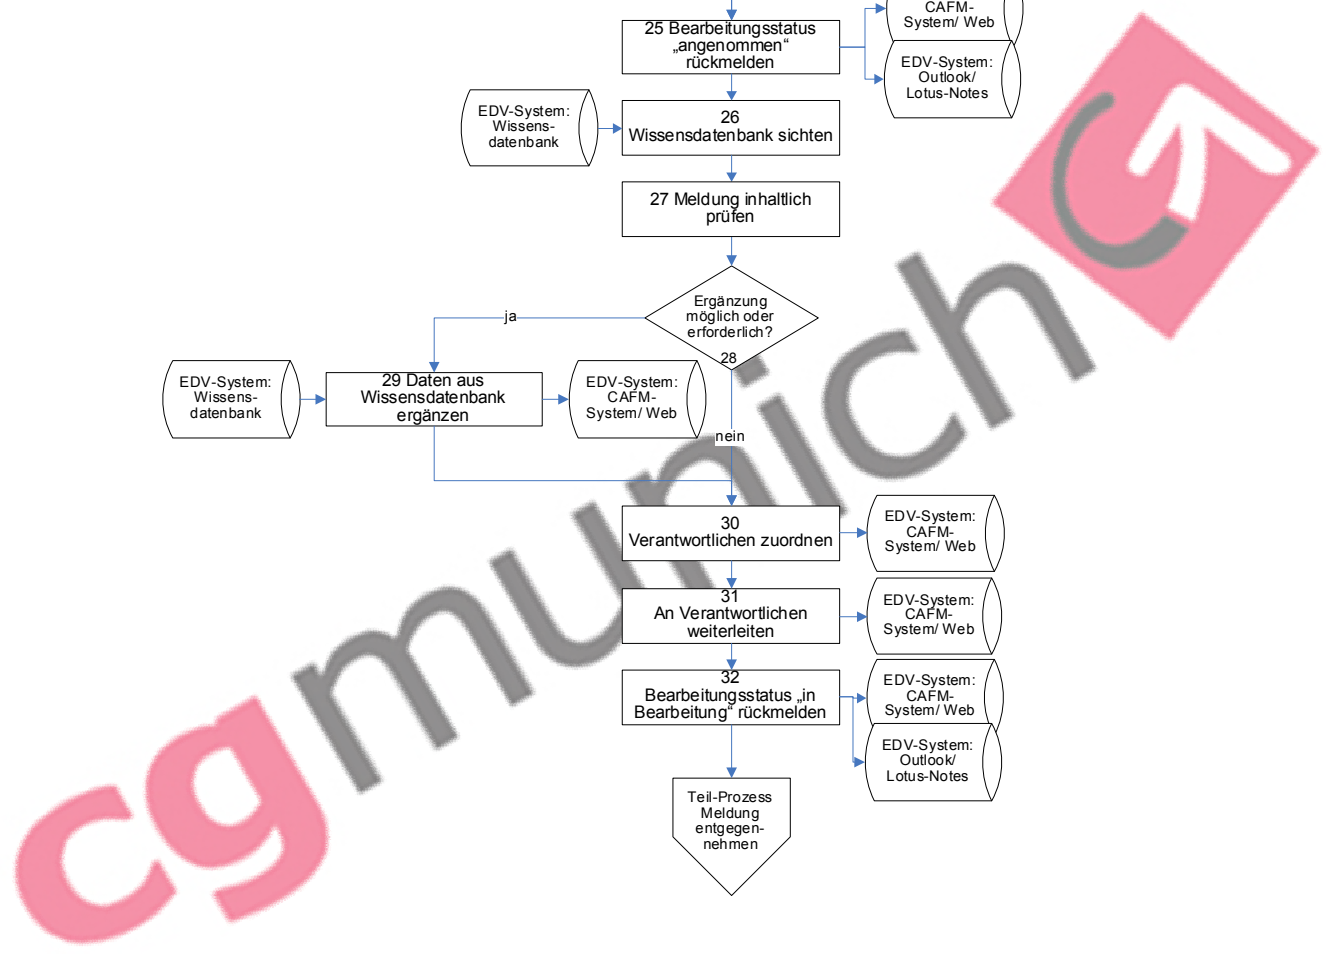 CAFM-
System/ Web
25 Bearbeitungsstatus
„angenommen“
rückmelden
EDV-System:
Outlook/
Lotus-Notes
EDV-System:
Wissens-
datenbank
26
Wissensdatenbank sichten
27 Meldung inhaltlich
prüfen
Ergänzung
möglich oder
erforderlich?
28
ja
EDV-System:
Wissens-
datenbank
29 Daten aus
Wissensdatenbank
ergänzen
EDV-System:
CAFM-
System/ Web
nein
30
Verantwortlichen zuordnen
EDV-System:
CAFM-
System/ Web
31
An Verantwortlichen
weiterleiten
EDV-System:
CAFM-
System/ Web
32
Bearbeitungsstatus „in
Bearbeitung“ rückmelden
EDV-System:
CAFM-
System/ Web
EDV-System:
Outlook/
Lotus-Notes
Teil-Prozess
Meldung
entgegen-
nehmen
cgmunich